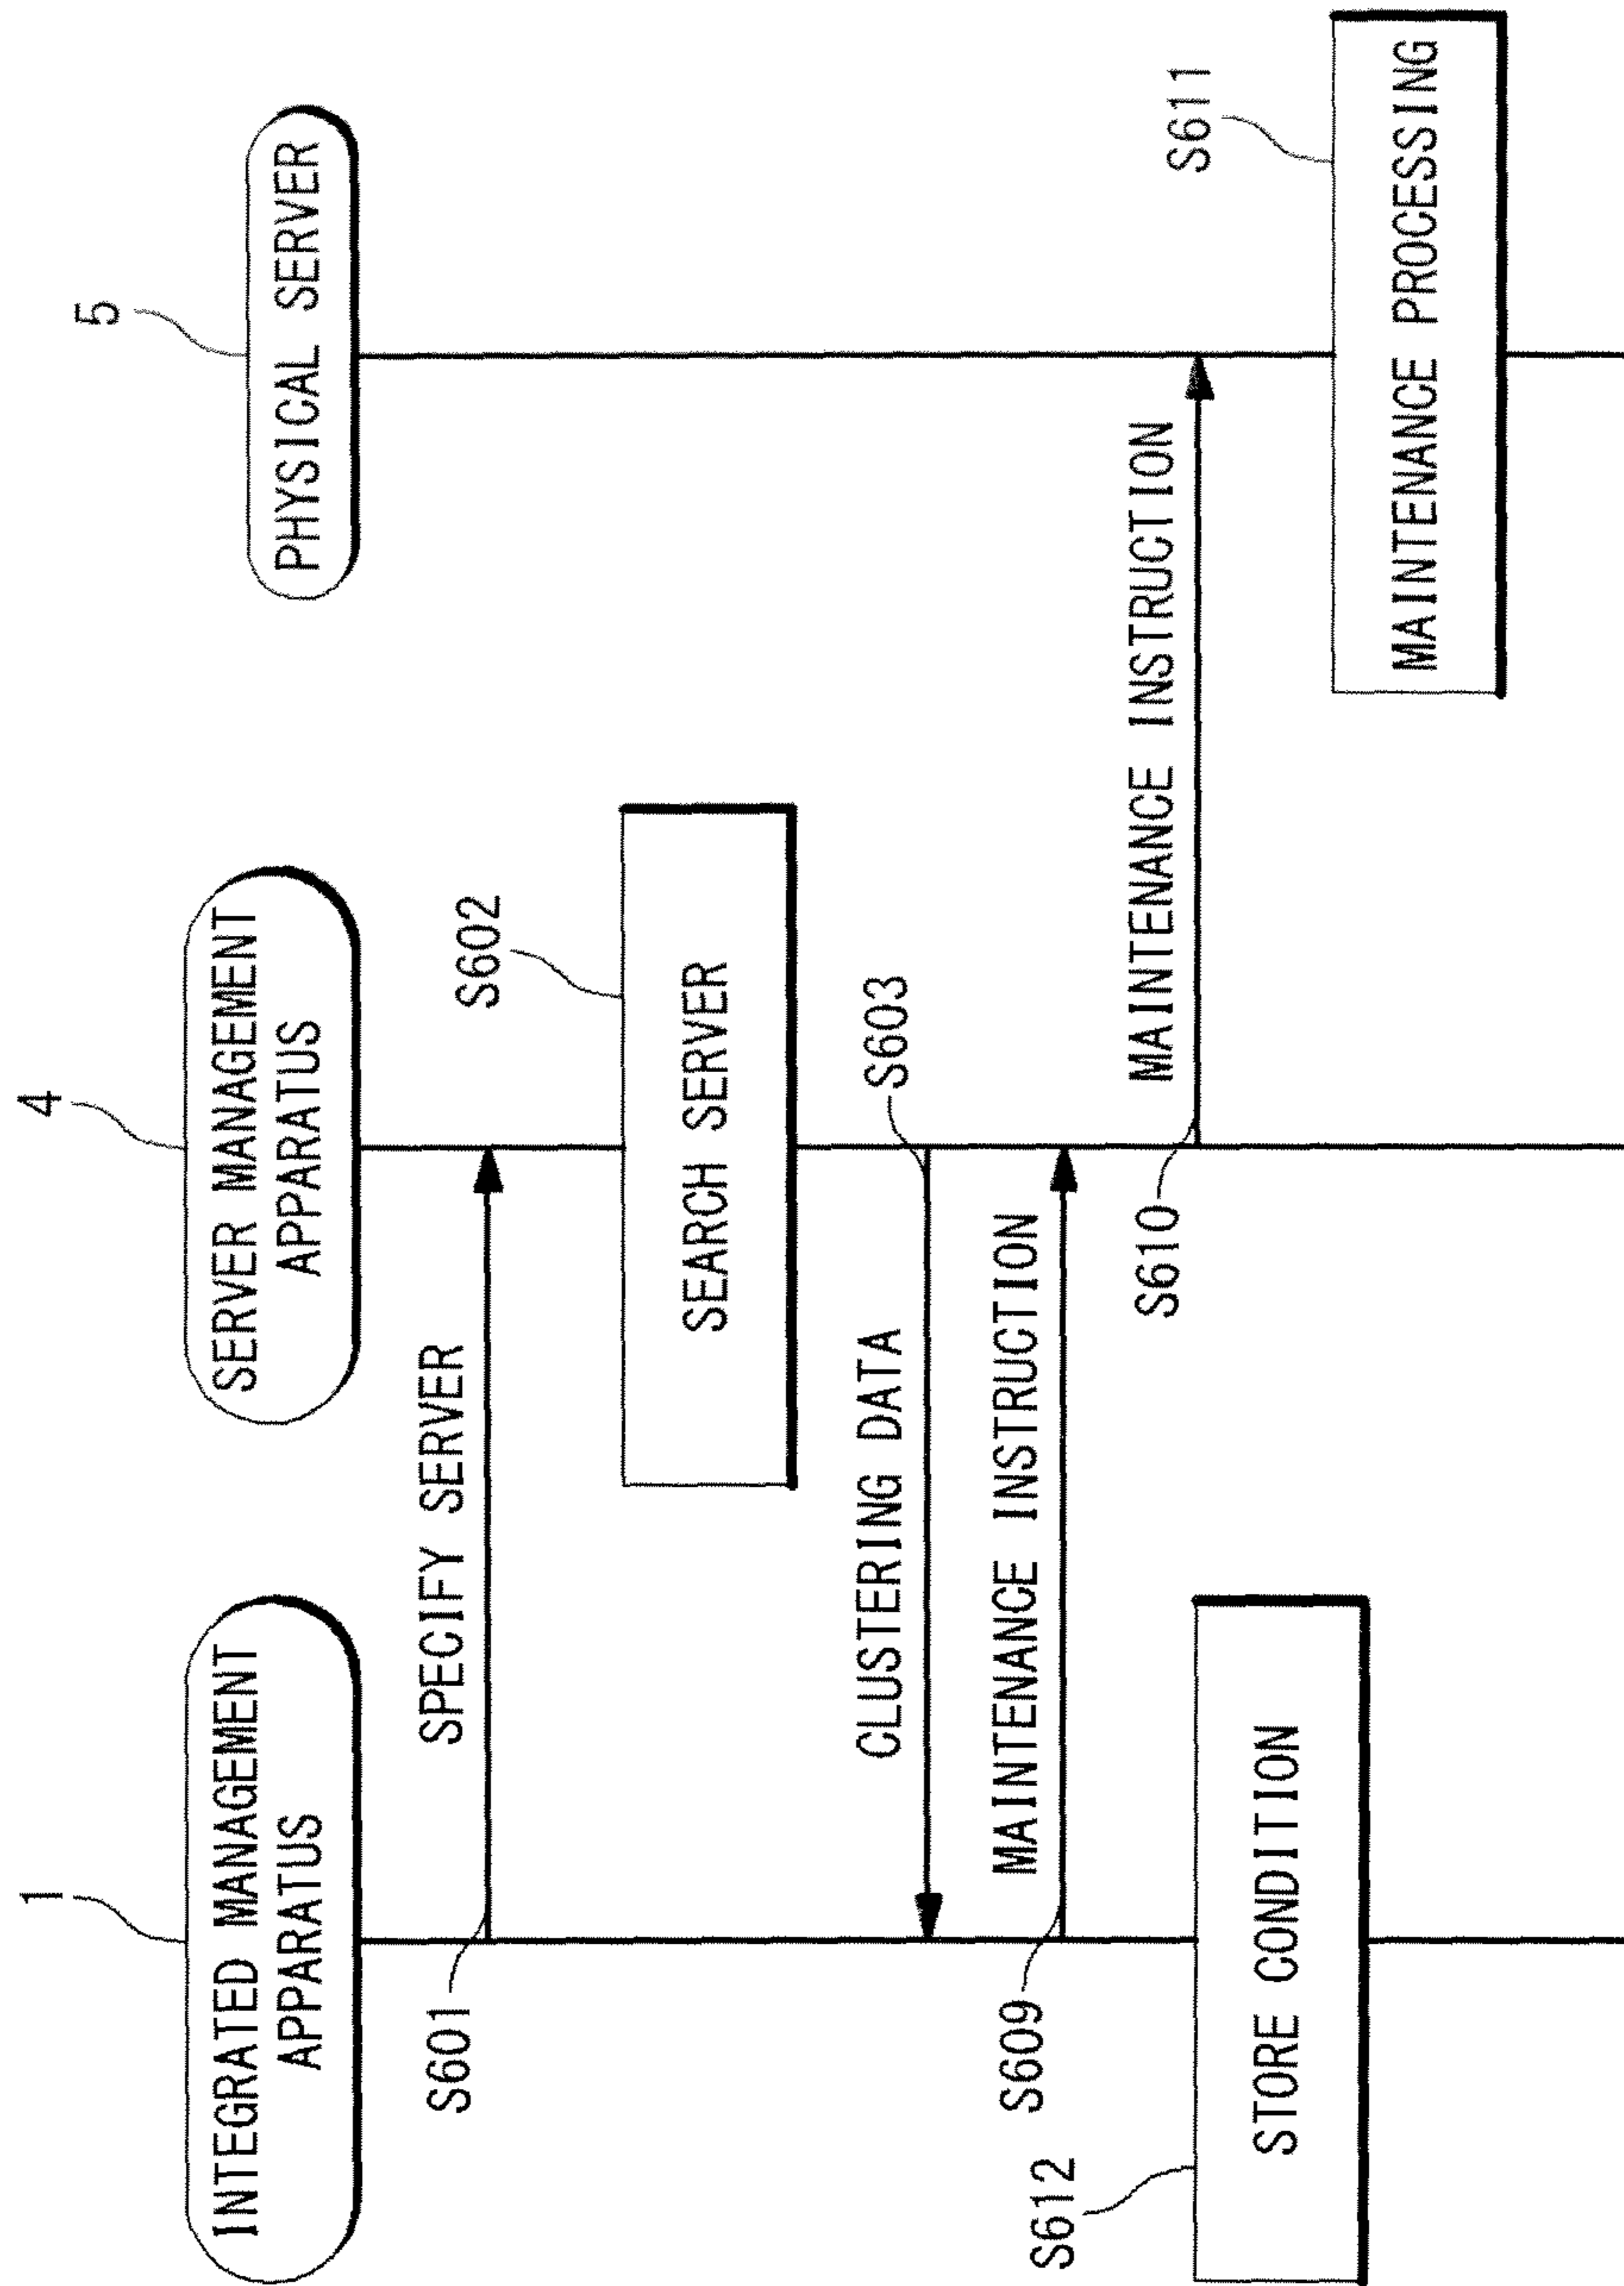 1
INTEGRATED MANAGEMENT
APPARATUS
4
SERVER MANAGEMENT
APPARATUS
5
PHYSICAL SERVER
S601
SPECIFY SERVER
S602
SEARCH SERVER
S603
CLUSTERING DATA
S609
MAINTENANCE INSTRUCTION
S610
MAINTENANCE INSTRUCTION
S611
MAINTENANCE PROCESSING
S612
STORE CONDITION